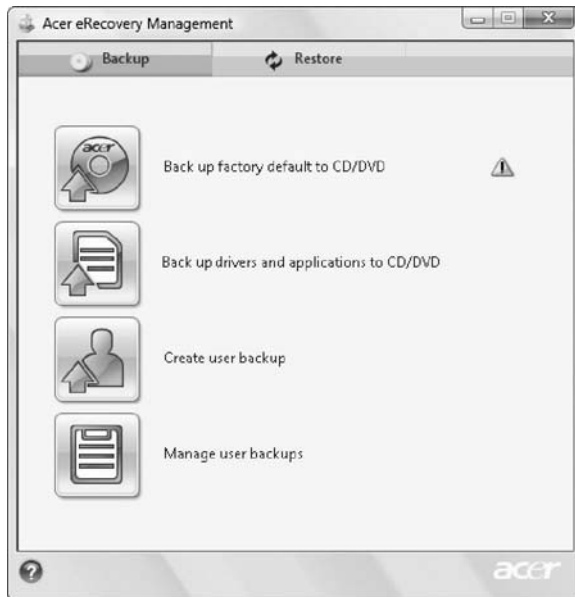 Acer eRecovery Management
Backup
Restore
acer
Back up factory default to CD/DVD
Back up drivers and applications to CD/DVD
Create user backup
Manage user backups
acer